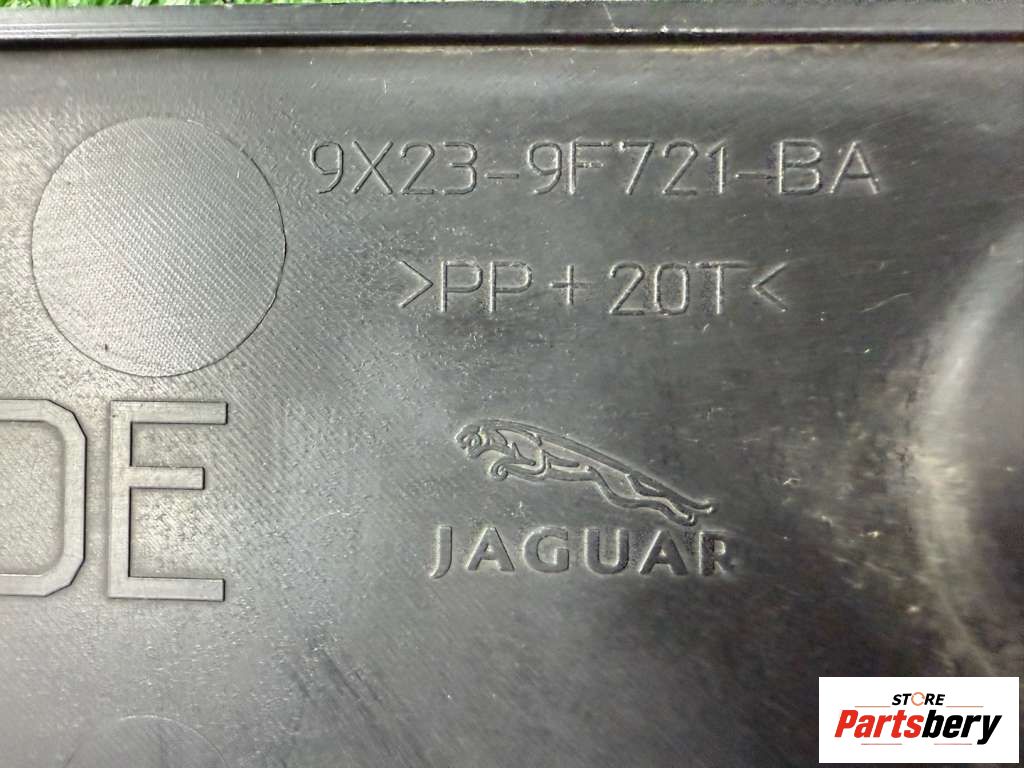 9X23-9F721-BA
>PP+20T<
DE
JAGUAR
STORE
Partsbery